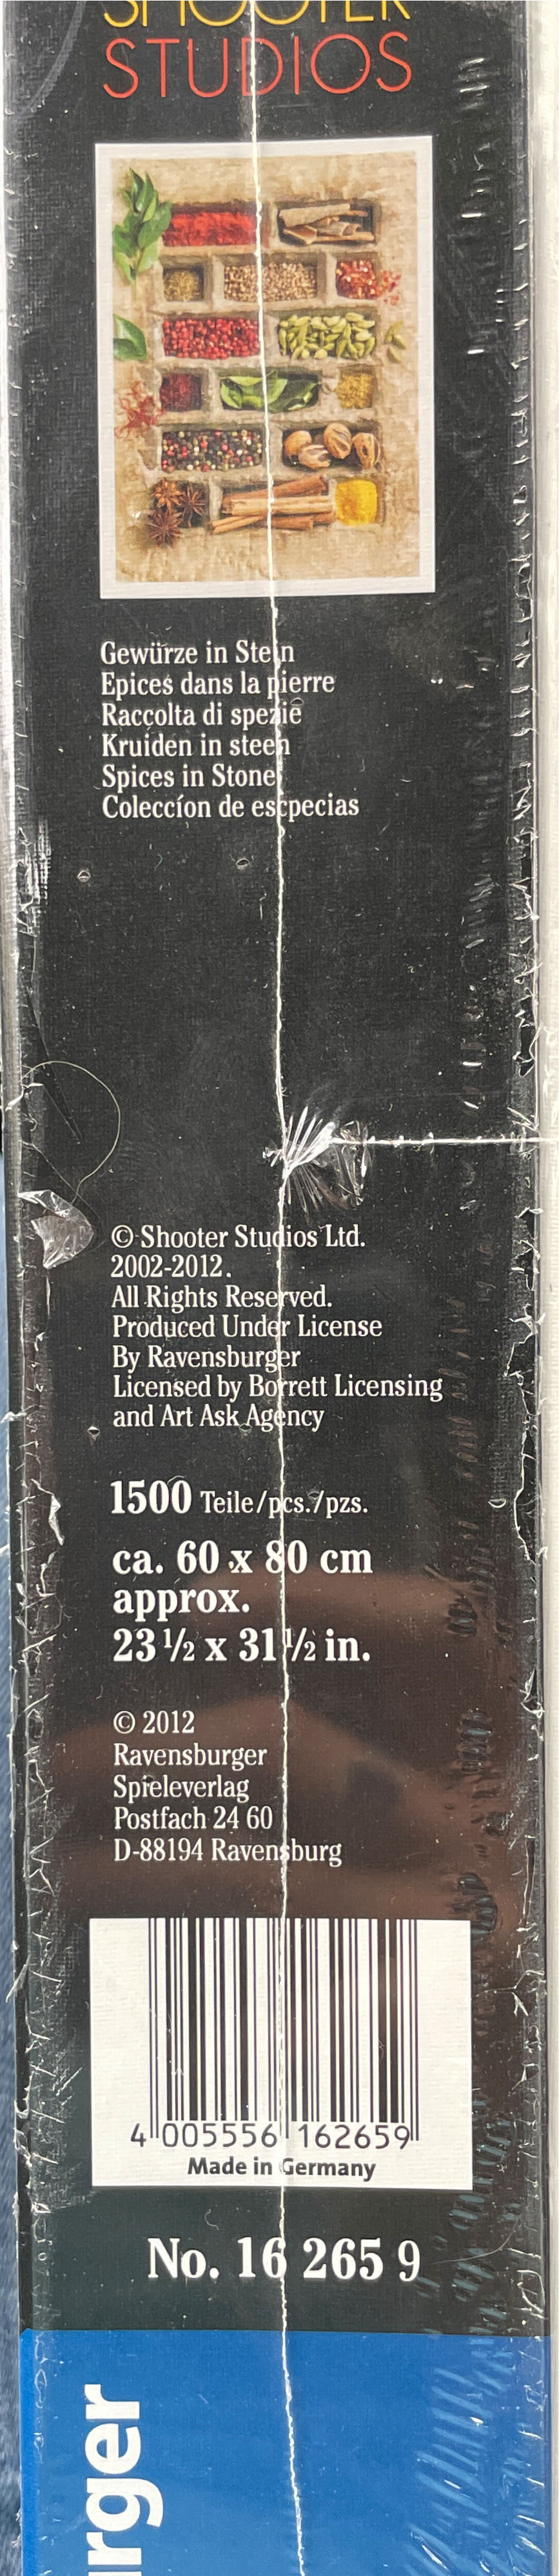 SHOOTER
STUDIOS
Gewürze in Stein
Epices dans la pierre
Raccolta di spezie
Kruiden in steen
Spices in Stone
Coleccíon de escpecias
© Shooter Studios Ltd.
2002-2012.
All Rights Reserved.
Produced Under License
By Ravensburger
Licensed by Borrett Licensing
and Art Ask Agency
1500 Teile/pcs./pzs.
ca. 60 x 80 cm
approx.
23 ½ x 31 ½ in.
© 2012
Ravensburger
Spieleverlag
Postfach 24 60
D-88194 Ravensburg
4 005556 162659
Made in Germany
No. 16 265 9
rger